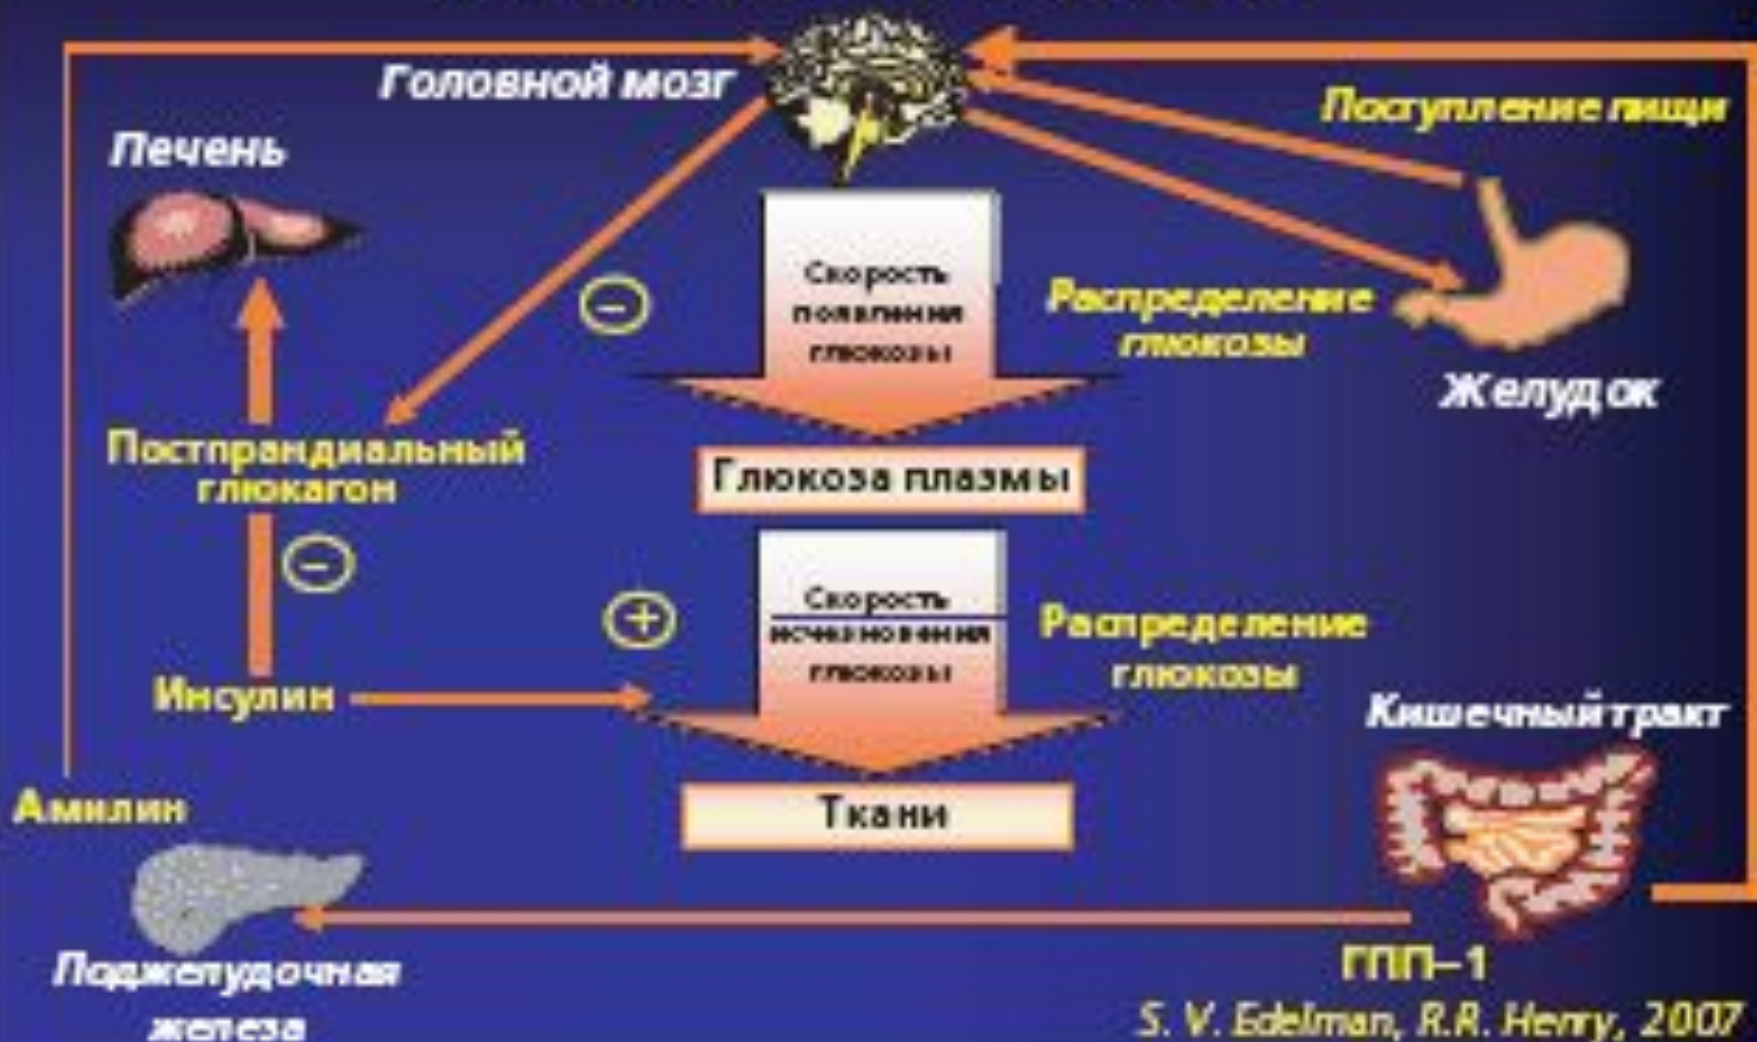 Головной мозг
Поступление пищи
Печень
Скорость
появления
глюкозы
Распределение
глюкозы
Желудок
Постпрандиальный
глюкагон
Глюкоза плазмы
–
–
+
Скорость
исчезновения
глюкозы
Распределение
глюкозы
Инсулин
Кишечный тракт
Амилин
Ткани
Поджелудочная
железа
ГПП–1
S. V. Edelman, R.R. Henry, 2007